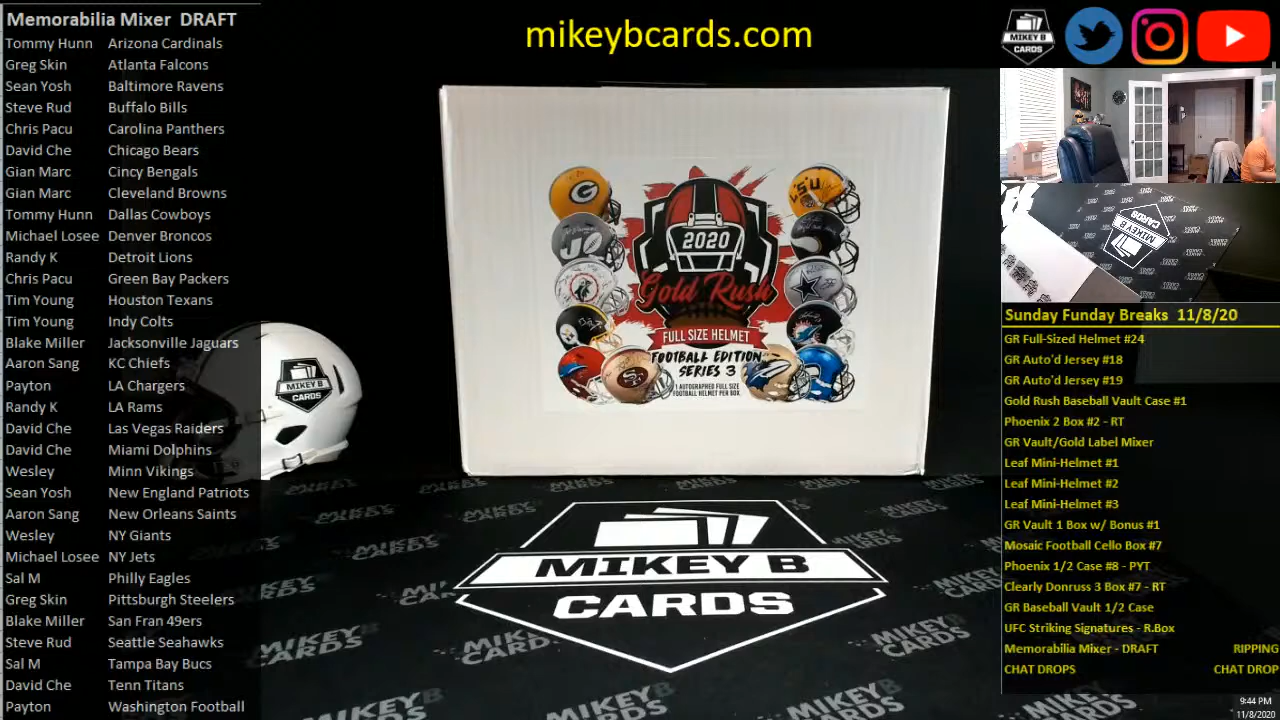 Memorabilia Mixer  DRAFT
Tommy Hunn Arizona Cardinals
Greg Skin Atlanta Falcons
Sean Yosh Baltimore Ravens
Steve Rud Buffalo Bills
Chris Pacu Carolina Panthers
David Che Chicago Bears
Gian Marc Cincy Bengals
Gian Marc Cleveland Browns
Tommy Hunn Dallas Cowboys
Michael Losee Denver Broncos
Randy K Detroit Lions
Chris Pacu Green Bay Packers
Tim Young Houston Texans
Tim Young Indy Colts
Blake Miller Jacksonville Jaguars
Aaron Sang KC Chiefs
Payton LA Chargers
Randy K LA Rams
David Che Las Vegas Raiders
David Che Miami Dolphins
Wesley Minn Vikings
Sean Yosh New England Patriots
Aaron Sang New Orleans Saints
Wesley NY Giants
Michael Losee NY Jets
Sal M Philly Eagles
Greg Skin Pittsburgh Steelers
Blake Miller San Fran 49ers
Steve Rud Seattle Seahawks
Sal M Tampa Bay Bucs
David Che Tenn Titans
Payton Washington Football
mikeybcards.com
2020
Gold Rush
FULL SIZE HELMET
FOOTBALL EDITION
SERIES 3
1 AUTOGRAPHED FULL SIZE
FOOTBALL HELMET PER BOX
MIKEY B
CARDS
MIKEY B
CARDS
MIKEY B
CARDS
Sunday Funday Breaks  11/8/20
GR Full-Sized Helmet #24
GR Auto'd Jersey #18
GR Auto'd Jersey #19
Gold Rush Baseball Vault Case #1
Phoenix 2 Box #2 - RT
GR Vault/Gold Label Mixer
Leaf Mini-Helmet #1
Leaf Mini-Helmet #2
Leaf Mini-Helmet #3
GR Vault 1 Box w/ Bonus #1
Mosaic Football Cello Box #7
Phoenix 1/2 Case #8 - PYT
Clearly Donruss 3 Box #7 - RT
GR Baseball Vault 1/2 Case
UFC Striking Signatures - R.Box
Memorabilia Mixer - DRAFT RIPPING
CHAT DROPS CHAT DROP
9:44 PM
11/8/2020